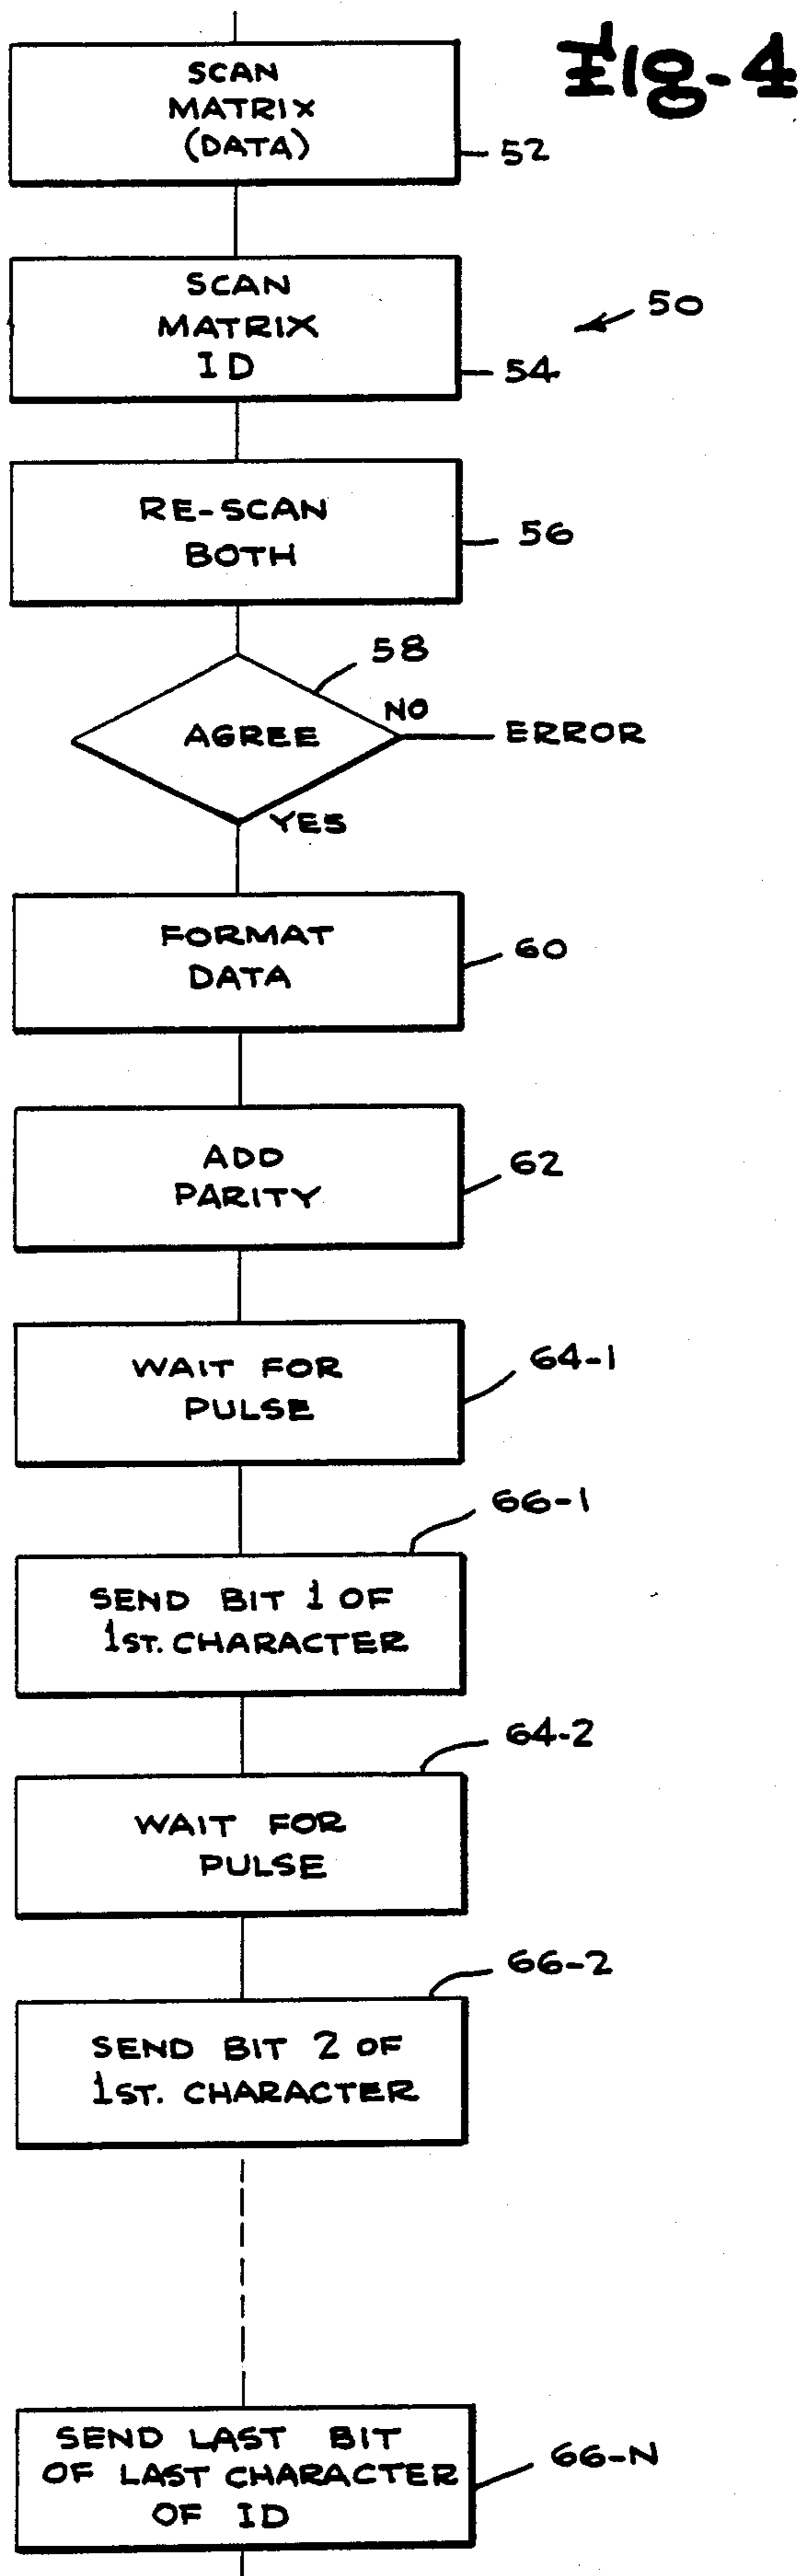 Fig-4
SCAN
MATRIX
(DATA)
52
SCAN
MATRIX
ID
54
50
RE-SCAN
BOTH
56
58
AGREE
NO
ERROR
YES
FORMAT
DATA
60
ADD
PARITY
62
WAIT FOR
PULSE
64-1
66-1
SEND BIT 1 OF
1ST. CHARACTER
64-2
WAIT FOR
PULSE
66-2
SEND BIT 2 OF
1ST. CHARACTER
SEND LAST BIT
OF LAST CHARACTER
OF ID
66-N